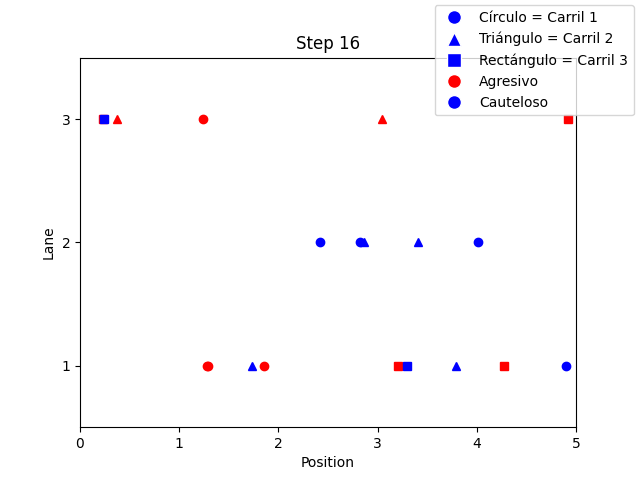 Step 16
Círculo = Carril 1
Triángulo = Carril 2
Rectángulo = Carril 3
Agresivo
Cauteloso
Lane
3
2
1
0 1 2 3 4 5
Position